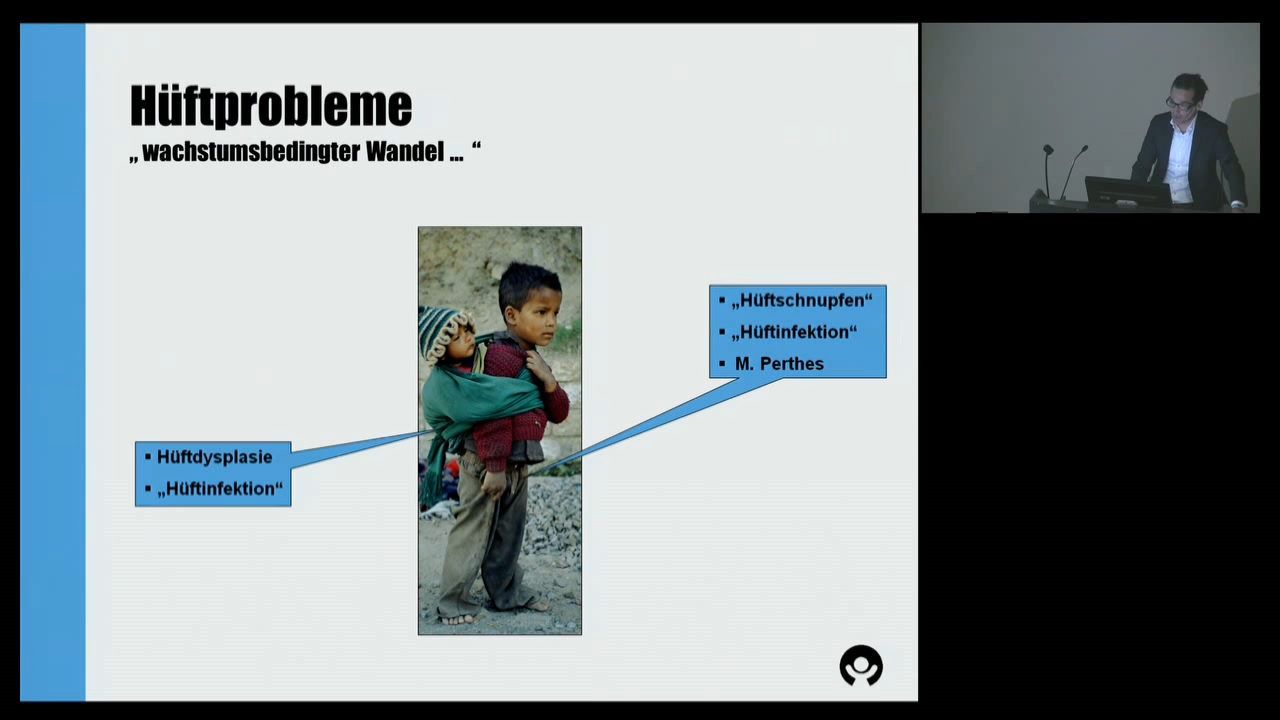 Hüftprobleme
„ wachstumsbedingter Wandel ... “
▪ „Hüftschnupfen“
▪ „Hüftinfektion“
▪ M. Perthes
▪ Hüftdysplasie
▪ „Hüftinfektion“